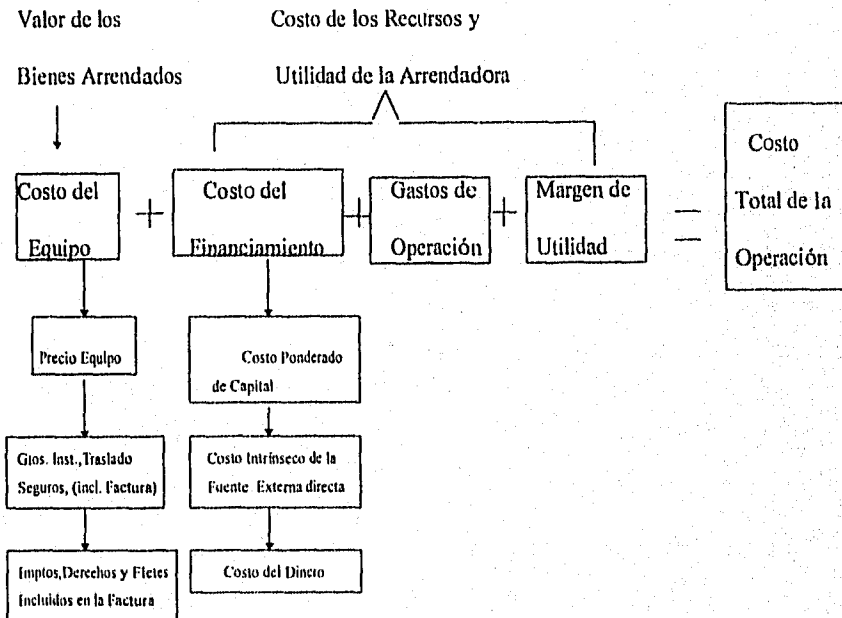 Valor de los
Bienes Arrendados
Costo de los Recursos y
Utilidad de la Arrendadora
Costo del
Equipo
+
Costo del
Financiamiento
+
Gastos de
Operación
+
Margen de
Utilidad
=
Costo
Total de la
Operación
Precio Equipo
Gtos. Inst.,Traslado
Seguros, (incl. Factura)
Imptos,Derechos y Fletes
Incluidos en la Factura
Costo Ponderado
de Capital
Costo Intrínseco de la
Fuente Externa directa
Costo del Dinero